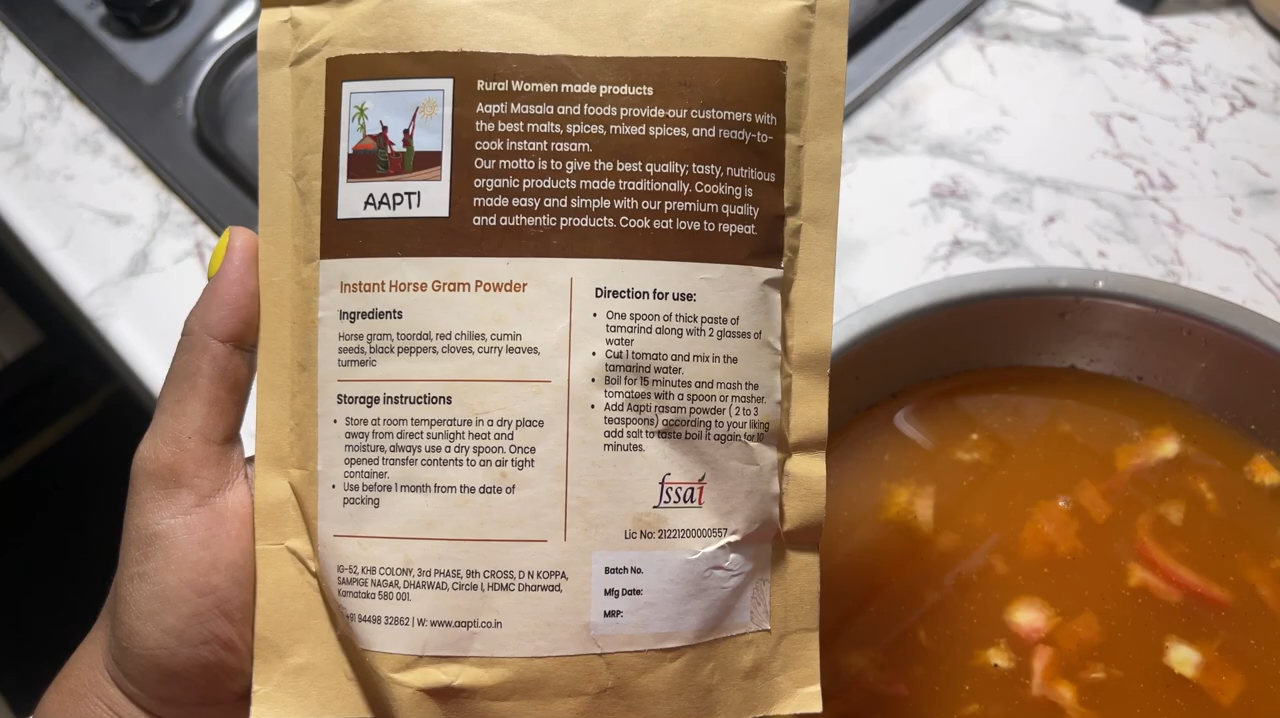 AAPTI
Rural Women made products
Aapti Masala and foods provide our customers with
the best malts, spices, mixed spices, and ready-to-
cook instant rasam.
Our motto is to give the best quality; tasty, nutritious
organic products made traditionally. Cooking is
made easy and simple with our premium quality
and authentic products. Cook eat love to repeat.
Instant Horse Gram Powder
Ingredients
Horse gram, toordal, red chilies, cumin
seeds, black peppers, cloves, curry leaves,
turmeric
Storage instructions
• Store at room temperature in a dry place
away from direct sunlight heat and
moisture, always use a dry spoon. Once
opened transfer contents to an air tight
container.
• Use before 1 month from the date of
packing
Direction for use:
• One spoon of thick paste of
tamarind along with 2 glasses of
water
• Cut 1 tomato and mix in the
tamarind water.
• Boil for 15 minutes and mash the
tomatoes with a spoon or masher.
• Add Aapti rasam powder ( 2 to 3
teaspoons) according to your liking
add salt to taste boil it again for 10
minutes.
fssai
Lic No: 21221200000557
IG-52, KHB COLONY, 3rd PHASE, 9th CROSS, D N KOPPA,
SAMPIGE NAGAR, DHARWAD, Circle I, HDMC Dharwad,
Karnataka 580 001.
+91 94498 32862 | W: www.aapti.co.in
Batch No.
Mfg Date:
MRP: